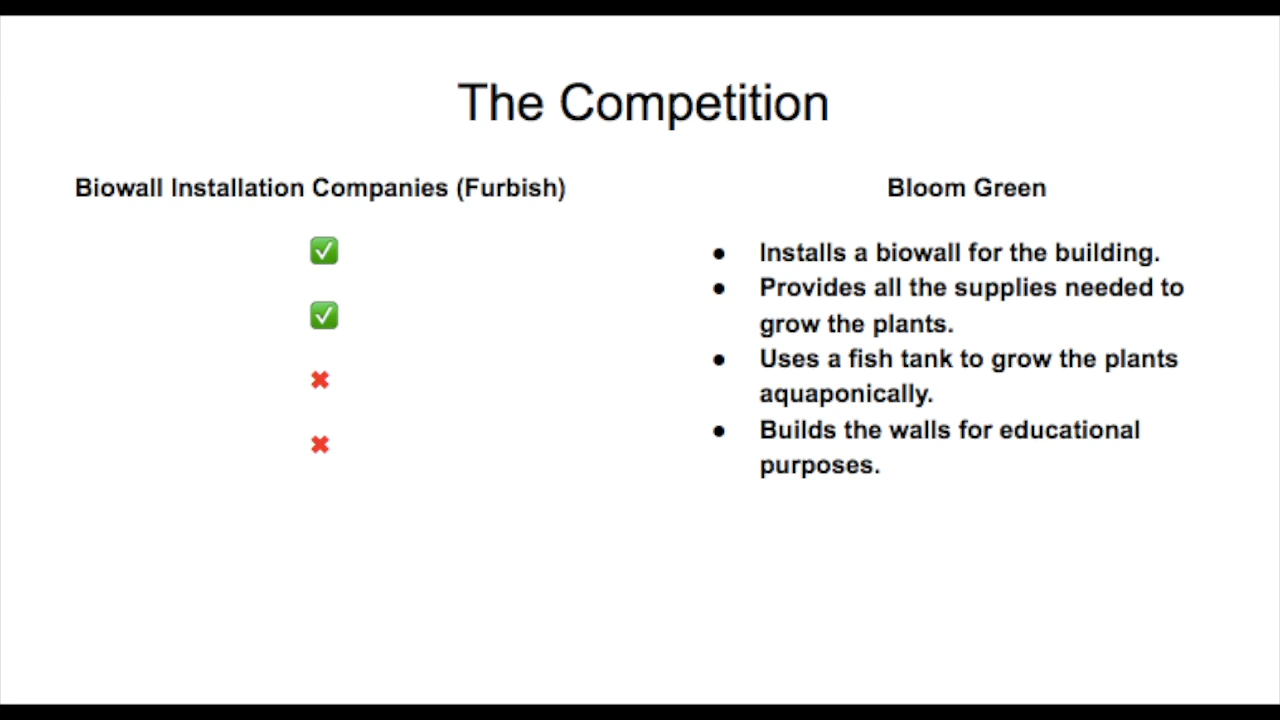 The Competition
Biowall Installation Companies (Furbish)
✅
✅
✖
✖
Bloom Green
● Installs a biowall for the building.
● Provides all the supplies needed to
grow the plants.
● Uses a fish tank to grow the plants
aquaponically.
● Builds the walls for educational
purposes.